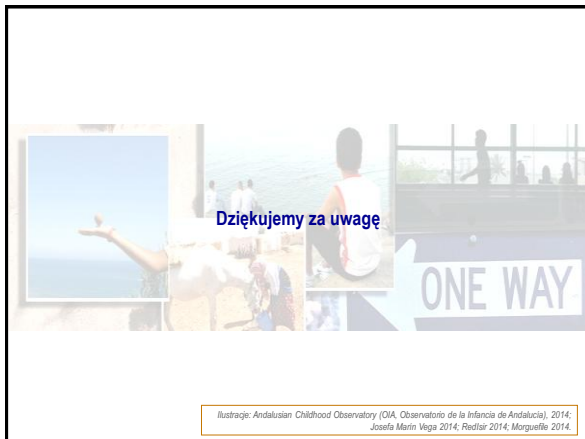 Dziękujemy za uwagę
ONE WAY
Ilustracje: Andalusian Childhood Observatory (OIA, Observatorio de la Infancia de Andalucía), 2014;
Josefa Marín Vega 2014; RedIsir 2014; Morguefile 2014.